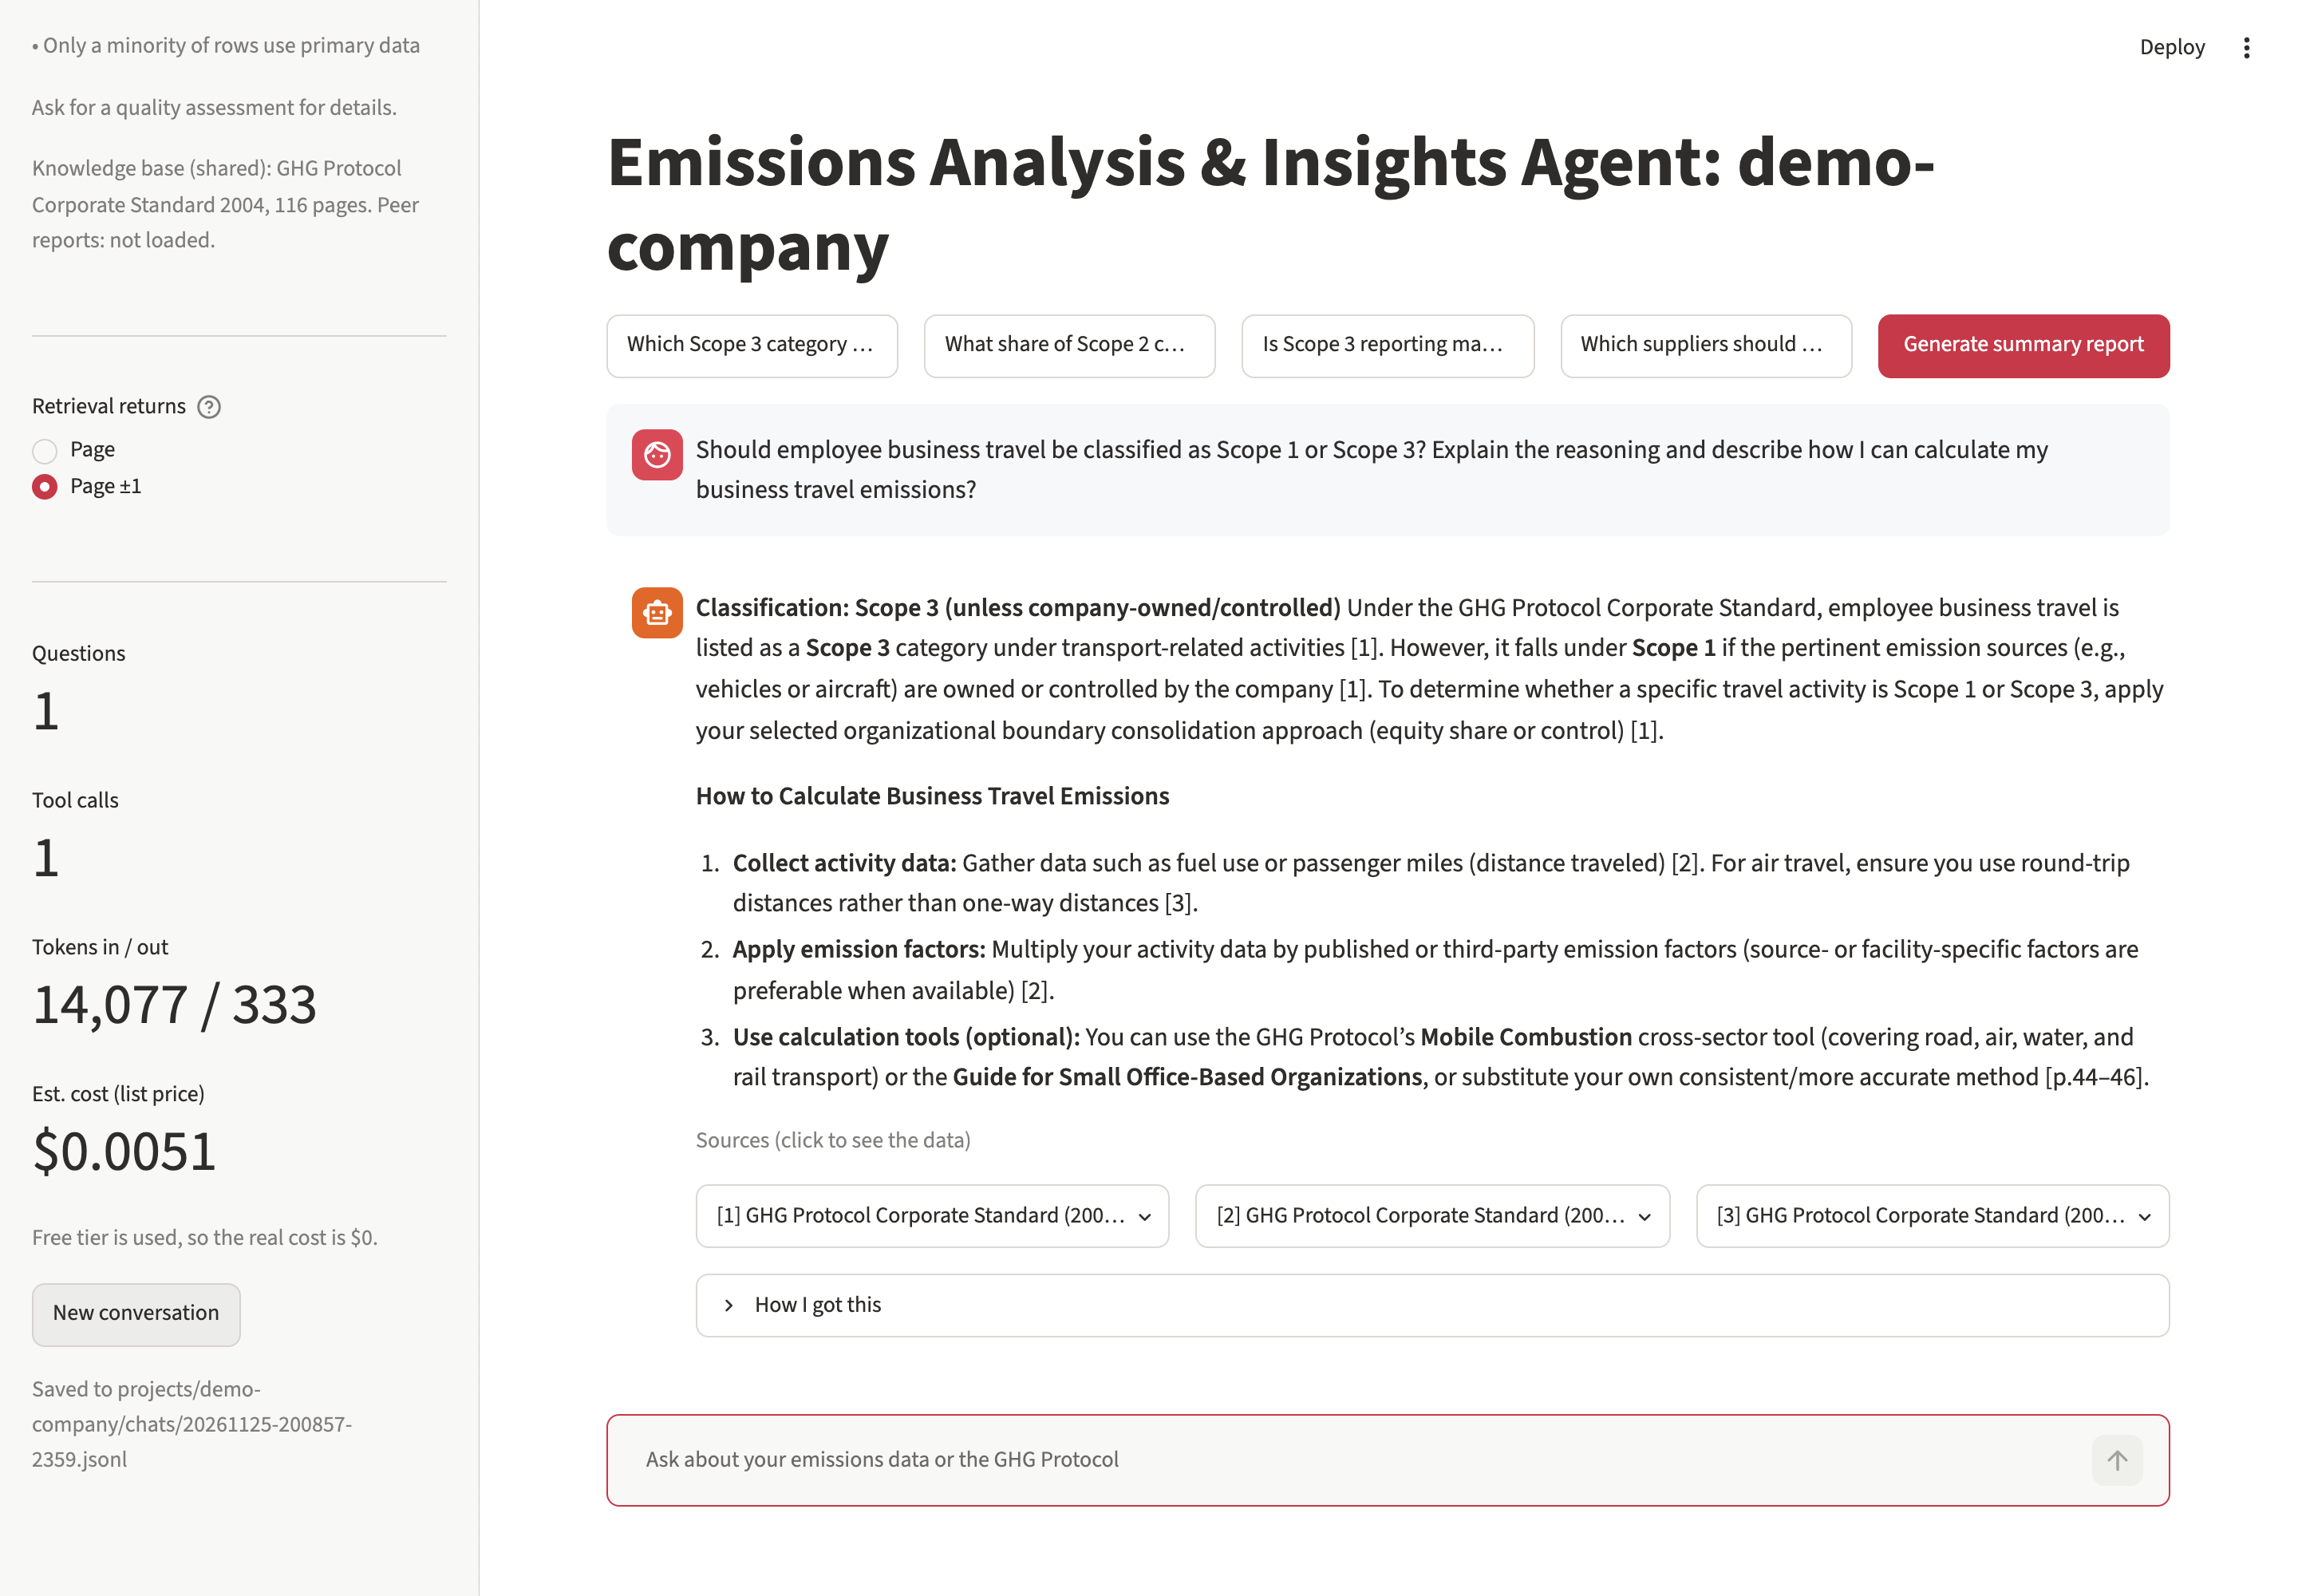 • Only a minority of rows use primary data
Ask for a quality assessment for details.
Knowledge base (shared): GHG Protocol
Corporate Standard 2004, 116 pages. Peer
reports: not loaded.
Retrieval returns
Page
Page ±1
Questions
1
Tool calls
1
Tokens in / out
14,077 / 333
Est. cost (list price)
$0.0051
Free tier is used, so the real cost is $0.
New conversation
Saved to projects/demo-
company/chats/20261125-200857-
2359.jsonl
Deploy
Emissions Analysis & Insights Agent: demo-
company
Which Scope 3 category …
What share of Scope 2 c…
Is Scope 3 reporting ma…
Which suppliers should …
Generate summary report
Should employee business travel be classified as Scope 1 or Scope 3? Explain the reasoning and describe how I can calculate my
business travel emissions?
Classification: Scope 3 (unless company-owned/controlled) Under the GHG Protocol Corporate Standard, employee business travel is
listed as a Scope 3 category under transport-related activities [1]. However, it falls under Scope 1 if the pertinent emission sources (e.g.,
vehicles or aircraft) are owned or controlled by the company [1]. To determine whether a specific travel activity is Scope 1 or Scope 3, apply
your selected organizational boundary consolidation approach (equity share or control) [1].
How to Calculate Business Travel Emissions
1. Collect activity data: Gather data such as fuel use or passenger miles (distance traveled) [2]. For air travel, ensure you use round-trip
distances rather than one-way distances [3].
2. Apply emission factors: Multiply your activity data by published or third-party emission factors (source- or facility-specific factors are
preferable when available) [2].
3. Use calculation tools (optional): You can use the GHG Protocol’s Mobile Combustion cross-sector tool (covering road, air, water, and
rail transport) or the Guide for Small Office-Based Organizations, or substitute your own consistent/more accurate method [p.44–46].
Sources (click to see the data)
[1] GHG Protocol Corporate Standard (200…
[2] GHG Protocol Corporate Standard (200…
[3] GHG Protocol Corporate Standard (200…
How I got this
Ask about your emissions data or the GHG Protocol